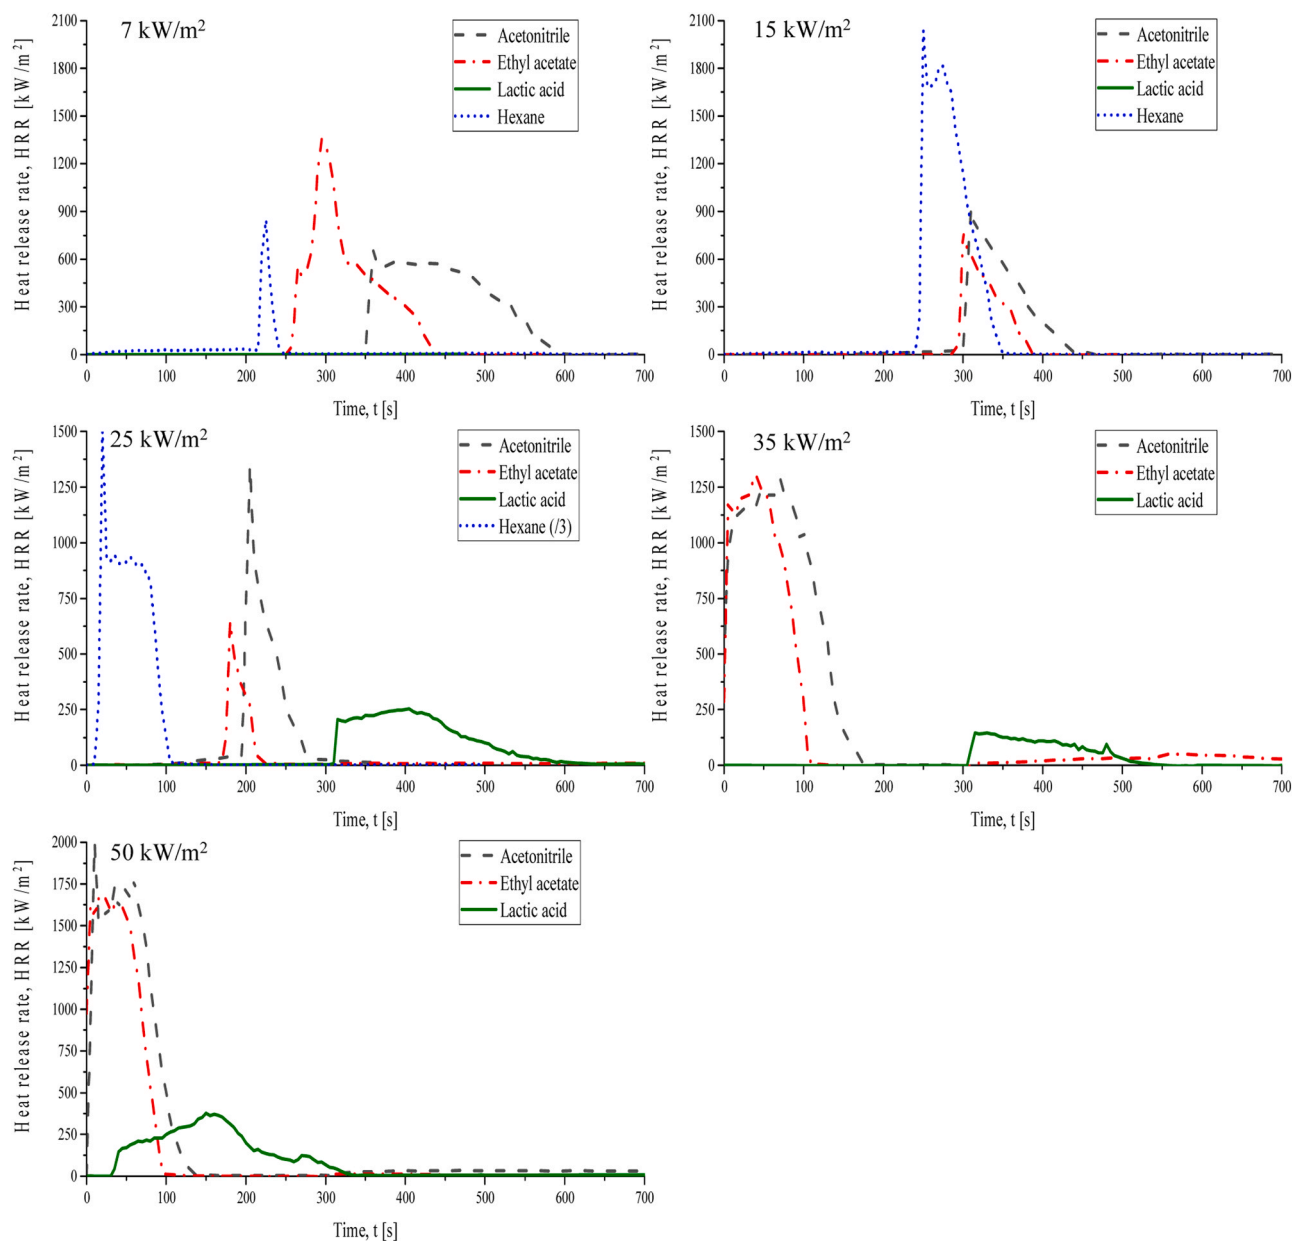 7 kW/m²
Acetonitrile
Ethyl acetate
Lactic acid
Hexane
Heat release rate, HRR [kW/m²]
2100
1800
1500
1200
900
600
300
0
0 100 200 300 400 500 600 700
Time, t [s]
15 kW/m²
Acetonitrile
Ethyl acetate
Lactic acid
Hexane
Heat release rate, HRR [kW/m²]
2100
1800
1500
1200
900
600
300
0
0 100 200 300 400 500 600 700
Time, t [s]
25 kW/m²
Acetonitrile
Ethyl acetate
Lactic acid
Hexane (/3)
Heat release rate, HRR [kW/m²]
1500
1250
1000
750
500
250
0
0 100 200 300 400 500 600 700
Time, t [s]
35 kW/m²
Acetonitrile
Ethyl acetate
Lactic acid
Heat release rate, HRR [kW/m²]
1500
1250
1000
750
500
250
0
0 100 200 300 400 500 600 700
Time, t [s]
50 kW/m²
Acetonitrile
Ethyl acetate
Lactic acid
Heat release rate, HRR [kW/m²]
2000
1750
1500
1250
1000
750
500
250
0
0 100 200 300 400 500 600 700
Time, t [s]